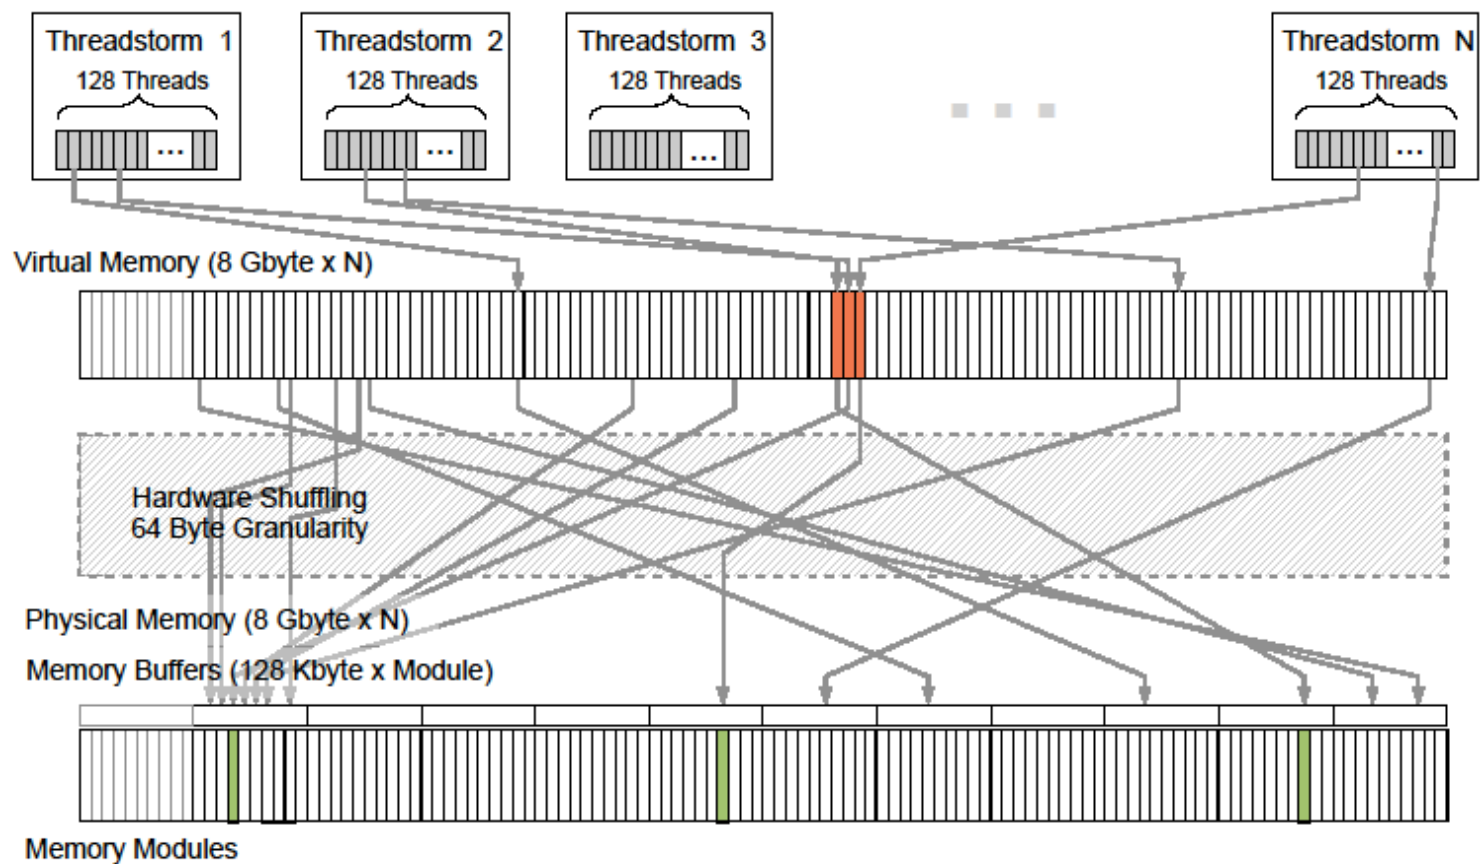 Threadstorm 1
128 Threads
...
Threadstorm 2
128 Threads
...
Threadstorm 3
128 Threads
...
Threadstorm N
128 Threads
...
Virtual Memory (8 Gbyte x N)
Hardware Shuffling
64 Byte Granularity
Physical Memory (8 Gbyte x N)
Memory Buffers (128 Kbyte x Module)
Memory Modules